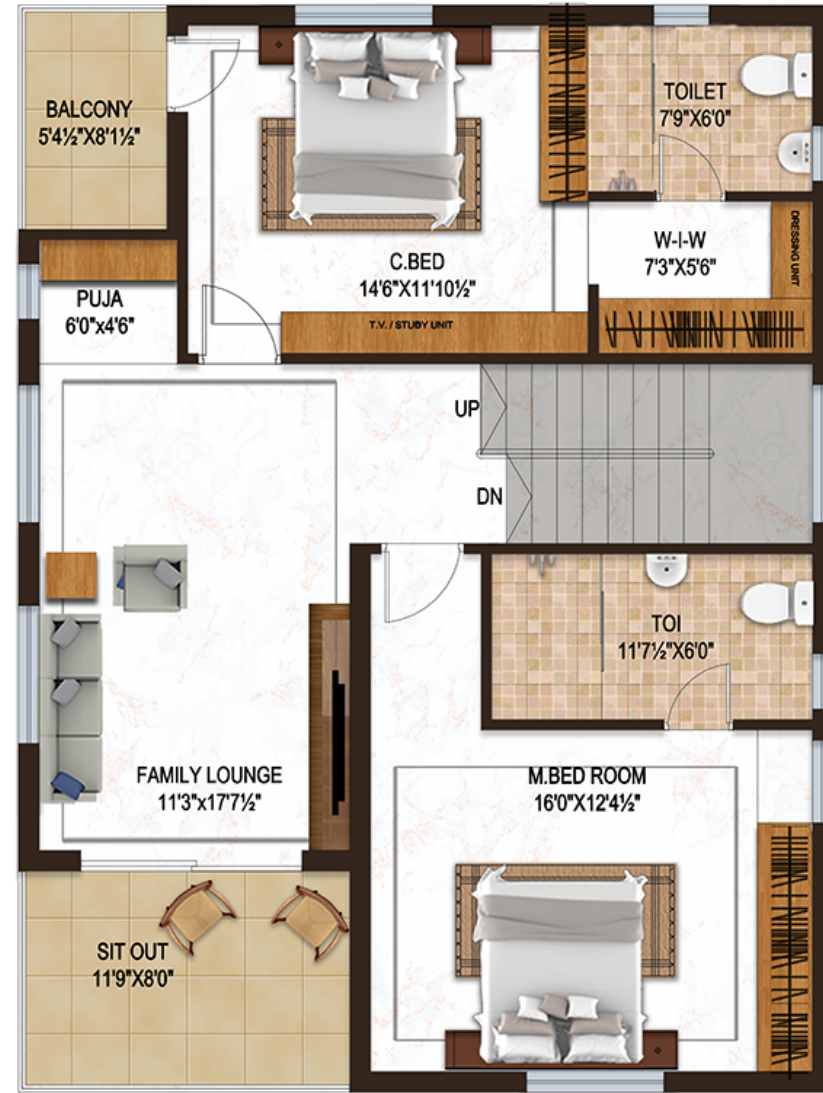 BALCONY
5'4½"X8'1½"
TOILET
7'9"X6'0"
C.BED
14'6"X11'10½"
W-I-W
7'3"X5'6"
DRESSING UNIT
PUJA
6'0"x4'6"
T.V. / STUDY UNIT
UP
DN
TOI
11'7½"X6'0"
FAMILY LOUNGE
11'3"x17'7½"
M.BED ROOM
16'0"X12'4½"
SIT OUT
11'9"X8'0"